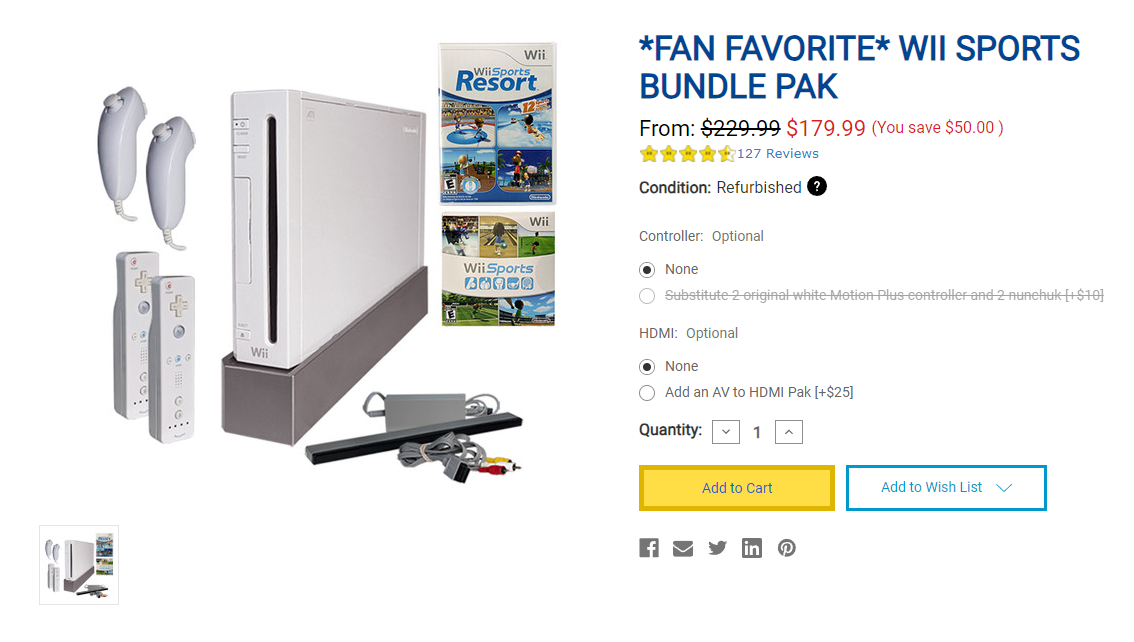 *FAN FAVORITE* WII SPORTS
BUNDLE PAK
From: $229.99 $179.99 (You save $50.00 )
127 Reviews
Condition: Refurbished ?
Controller: Optional
None
Substitute 2 original white Motion Plus controller and 2 nunchuk [+$10]
HDMI: Optional
None
Add an AV to HDMI Pak [+$25]
Quantity: 1
Add to Cart
Add to Wish List
Wii
Wii Sports
Resort
12
E
Nintendo
Wii
Wii Sports
E
Wii